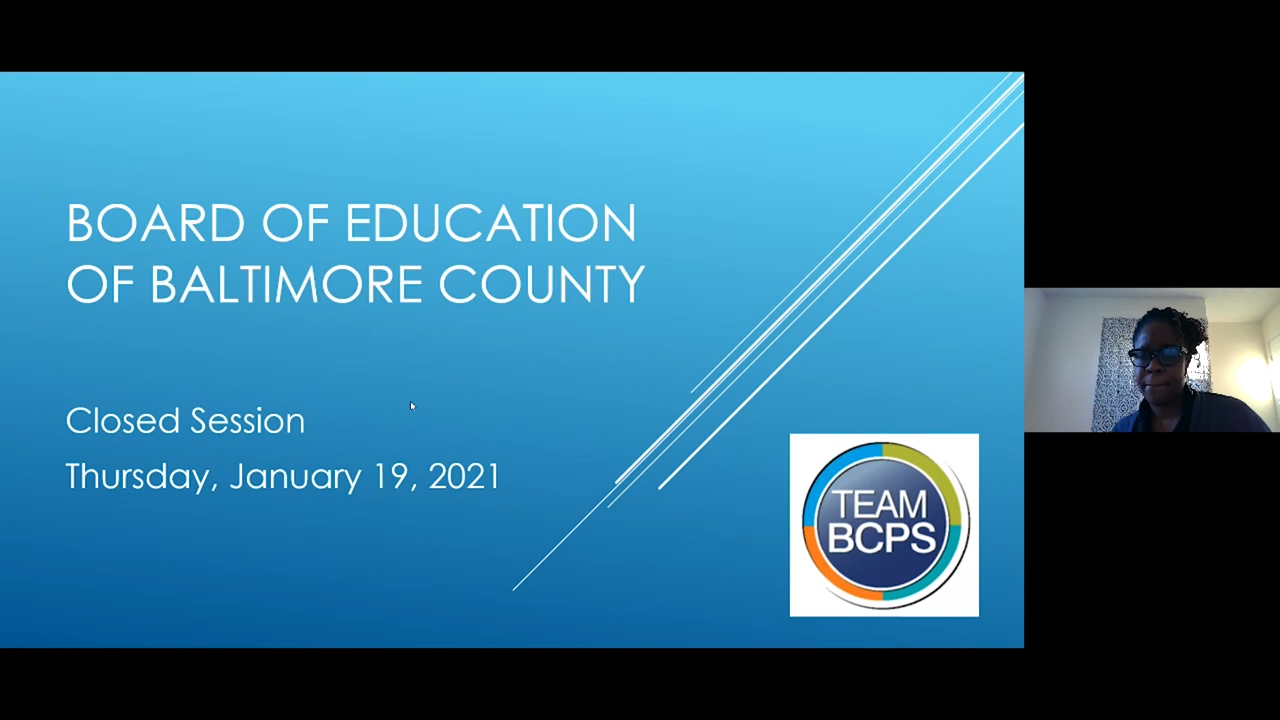 BOARD OF EDUCATION
OF BALTIMORE COUNTY
Closed Session
Thursday, January 19, 2021
TEAM
BCPS